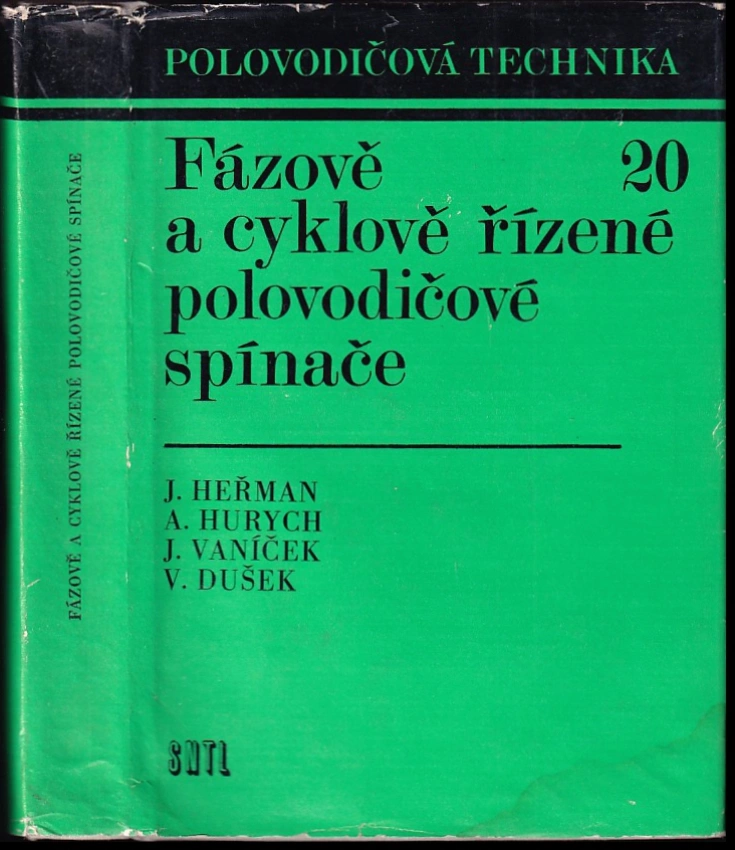 POLOVODIČOVÁ TECHNIKA
Fázově 20
a cyklově řízené
polovodičové
spínače
J. HEŘMAN
A. HURYCH
J. VANÍČEK
V. DUŠEK
SNTL
FÁZOVĚ A CYKLOVĚ ŘÍZENÉ POLOVODIČOVÉ SPÍNAČE